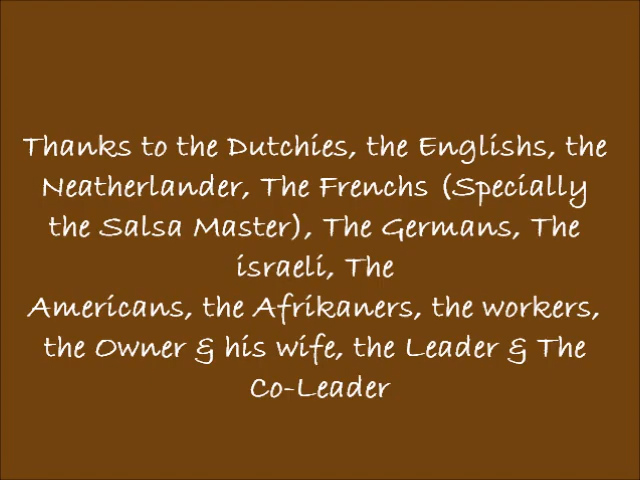 Thanks to the Dutchies, the Englishs, the
Neatherlander, The Frenchs (Specially
the Salsa Master), The Germans, The
israeli, The
Americans, the Afrikaners, the workers,
the Owner & his wife, the Leader & The
Co-Leader